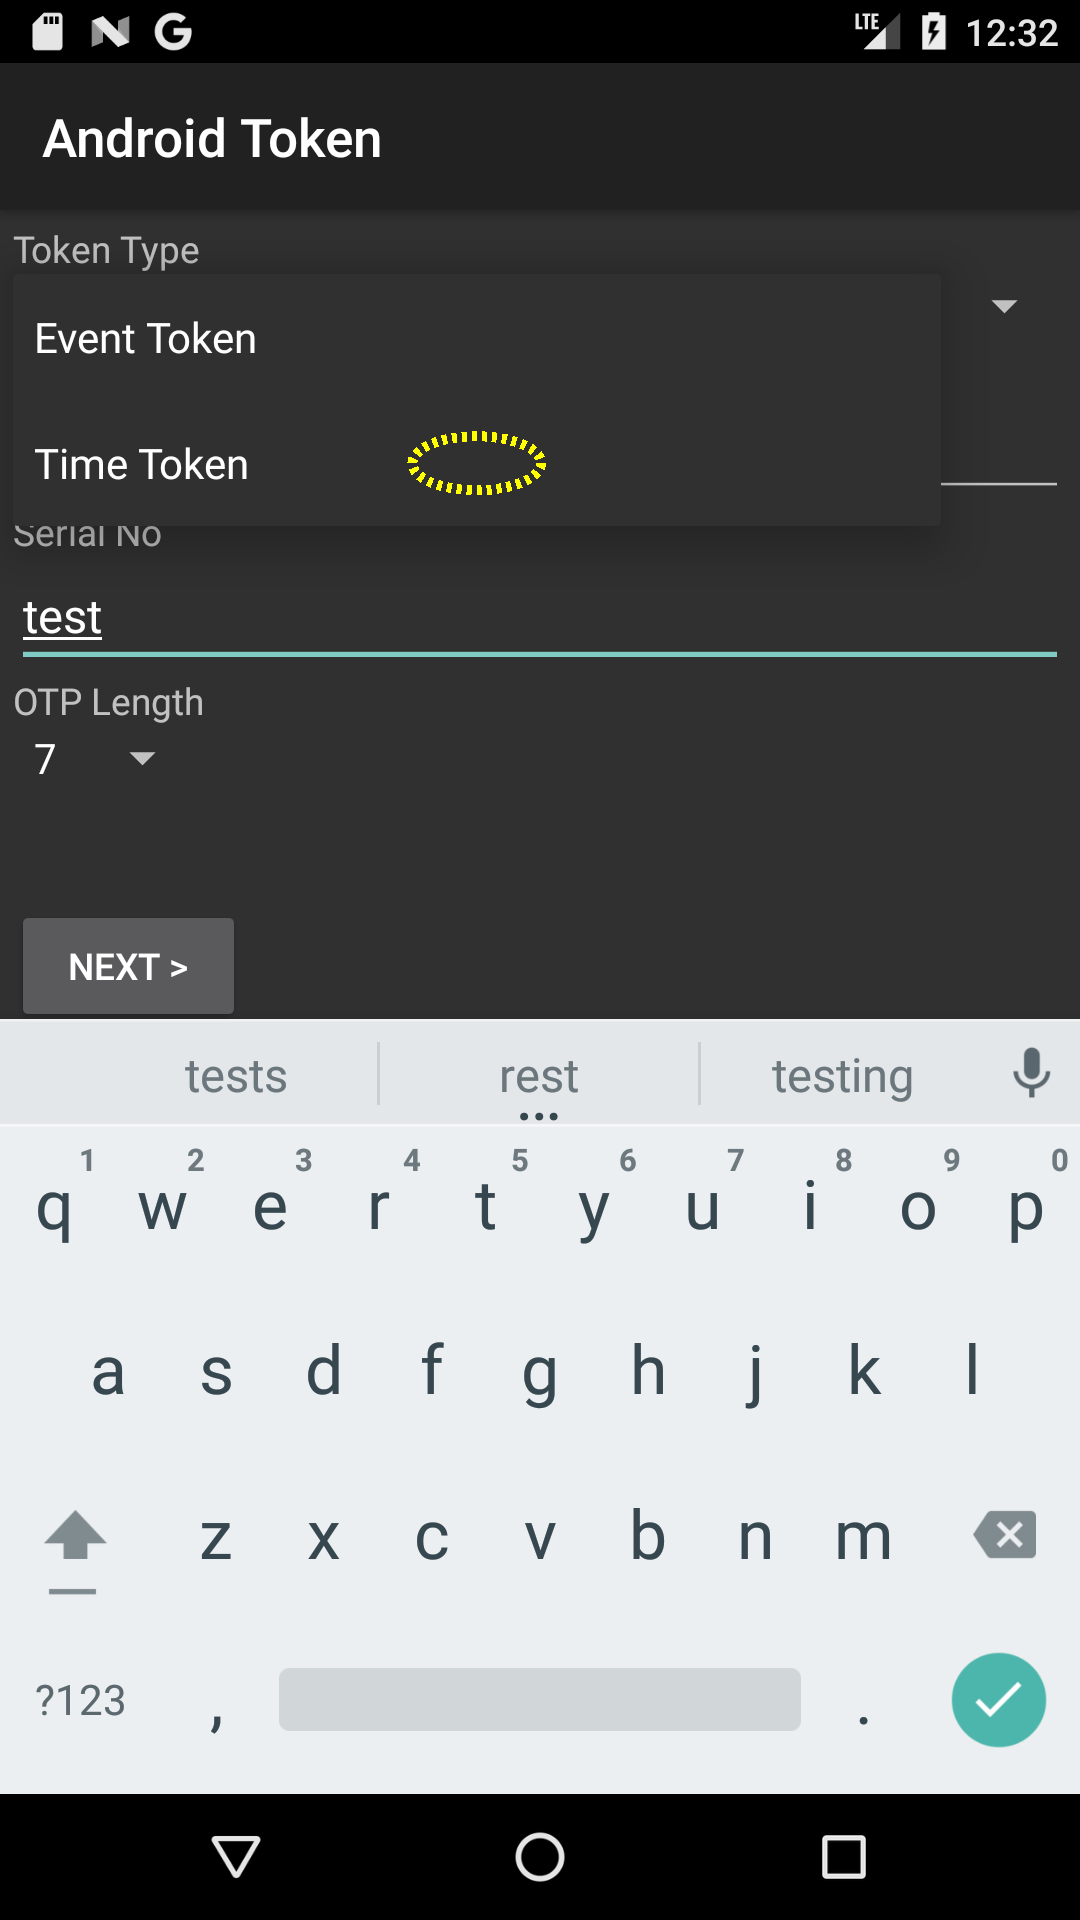 LTE 12:32
Android Token
Token Type
Event Token
Time Token
Serial No
test
OTP Length
7
NEXT >
tests rest testing
1 2 3 4 5 6 7 8 9 0
q w e r t y u i o p
a s d f g h j k l
z x c v b n m
?123 , .